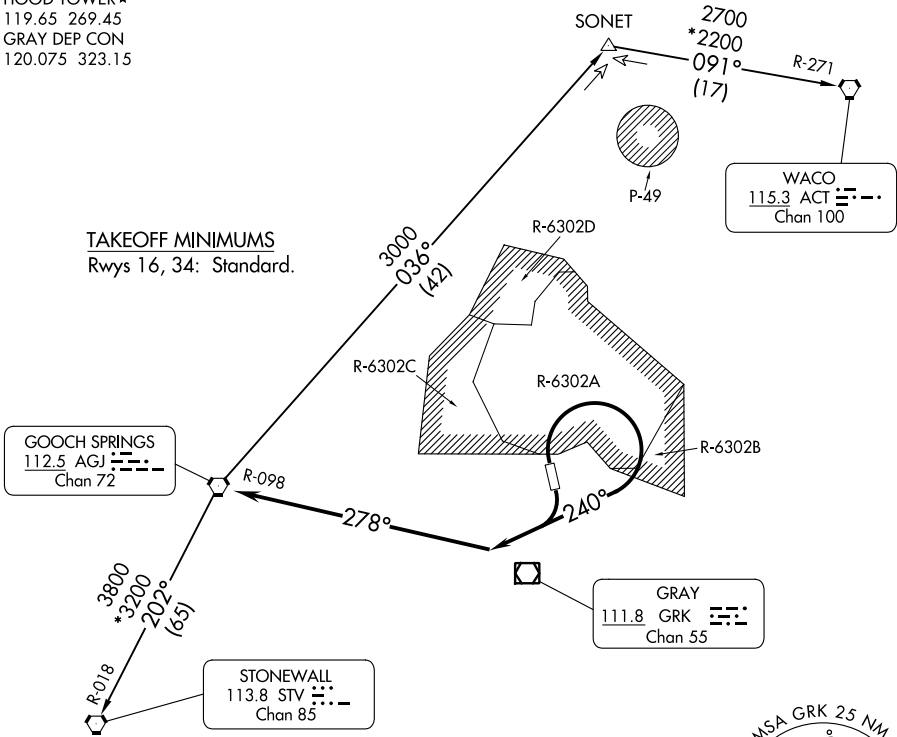 HOOD TOWER★
119.65 269.45
GRAY DEP CON
120.075 323.15
SONET
2700
*2200
091°
(17)
R-271
P-49
WACO
115.3 ACT
Chan 100
TAKEOFF MINIMUMS
Rwys 16, 34: Standard.
3000
036°
(42)
R-6302D
R-6302C
R-6302A
R-6302B
GOOCH SPRINGS
112.5 AGJ
Chan 72
R-098
278°
240°
GRAY
111.8 GRK
Chan 55
3800
*3200
202°
(65)
R-018
STONEWALL
113.8 STV
Chan 85
MSA GRK 25 NM